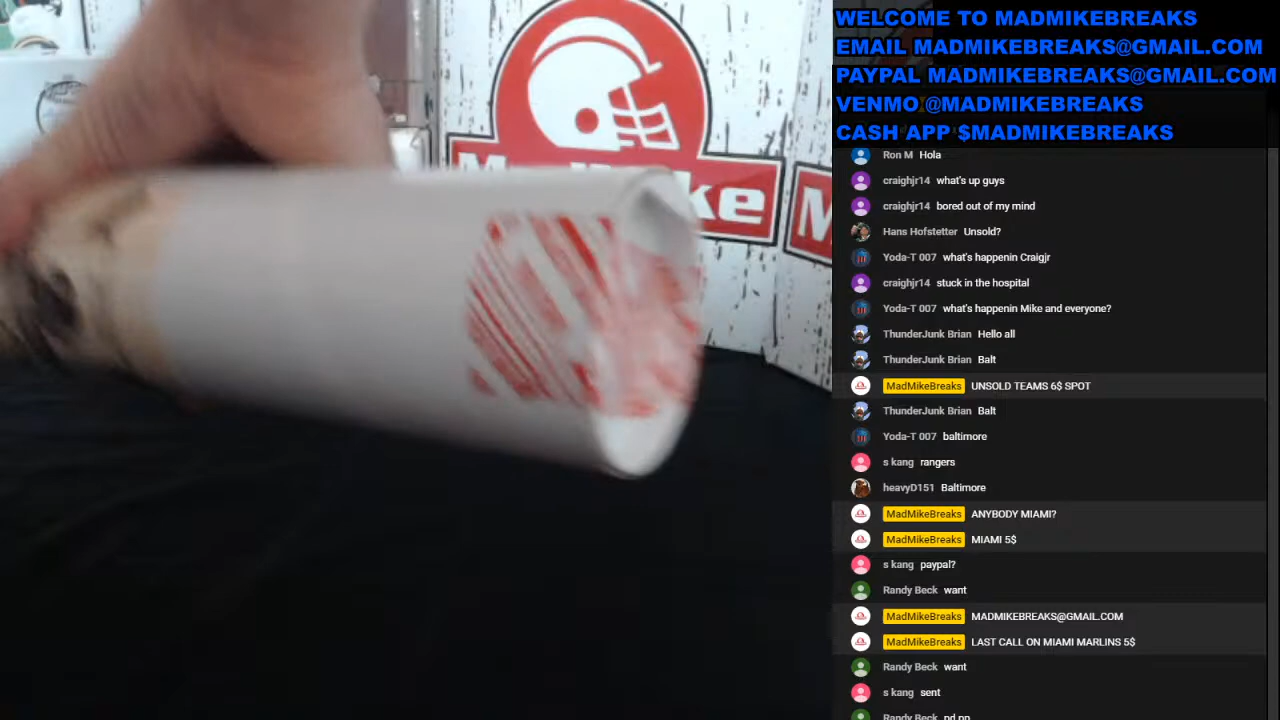 WELCOME TO MADMIKEBREAKS
EMAIL MADMIKEBREAKS@GMAIL.COM
PAYPAL MADMIKEBREAKS@GMAIL.COM
VENMO @MADMIKEBREAKS
CASH APP $MADMIKEBREAKS
Ron M Hola
craighjr14 what's up guys
craighjr14 bored out of my mind
Hans Hofstetter Unsold?
Yoda-T 007 what's happenin Craigjr
craighjr14 stuck in the hospital
Yoda-T 007 what's happenin Mike and everyone?
ThunderJunk Brian Hello all
ThunderJunk Brian Balt
MadMikeBreaks UNSOLD TEAMS 6$ SPOT
ThunderJunk Brian Balt
Yoda-T 007 baltimore
s kang rangers
heavyD151 Baltimore
MadMikeBreaks ANYBODY MIAMI?
MadMikeBreaks MIAMI 5$
s kang paypal?
Randy Beck want
MadMikeBreaks MADMIKEBREAKS@GMAIL.COM
MadMikeBreaks LAST CALL ON MIAMI MARLINS 5$
Randy Beck want
s kang sent
Randy Beck pd pp